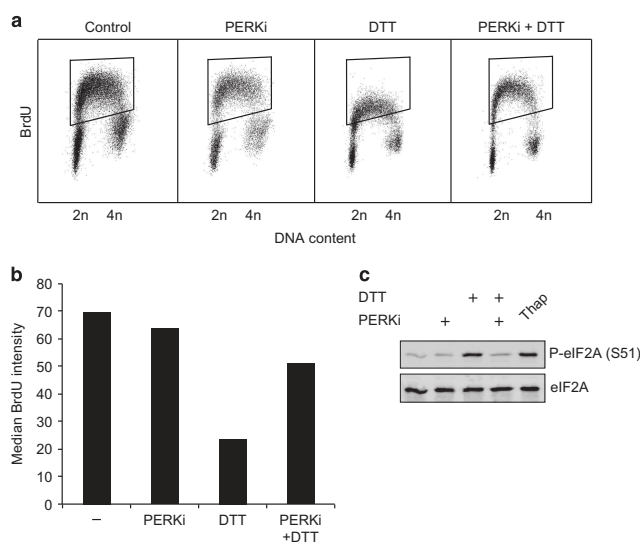 a
Control PERKi DTT PERKi + DTT
BrdU
2n 4n 2n 4n 2n 4n 2n 4n
DNA content
b
Median BrdU intensity
80
70
60
50
40
30
20
10
0
– PERKi DTT PERKi
+DTT
c
DTT + +
PERKi + + Thap
P-eIF2A (S51)
eIF2A